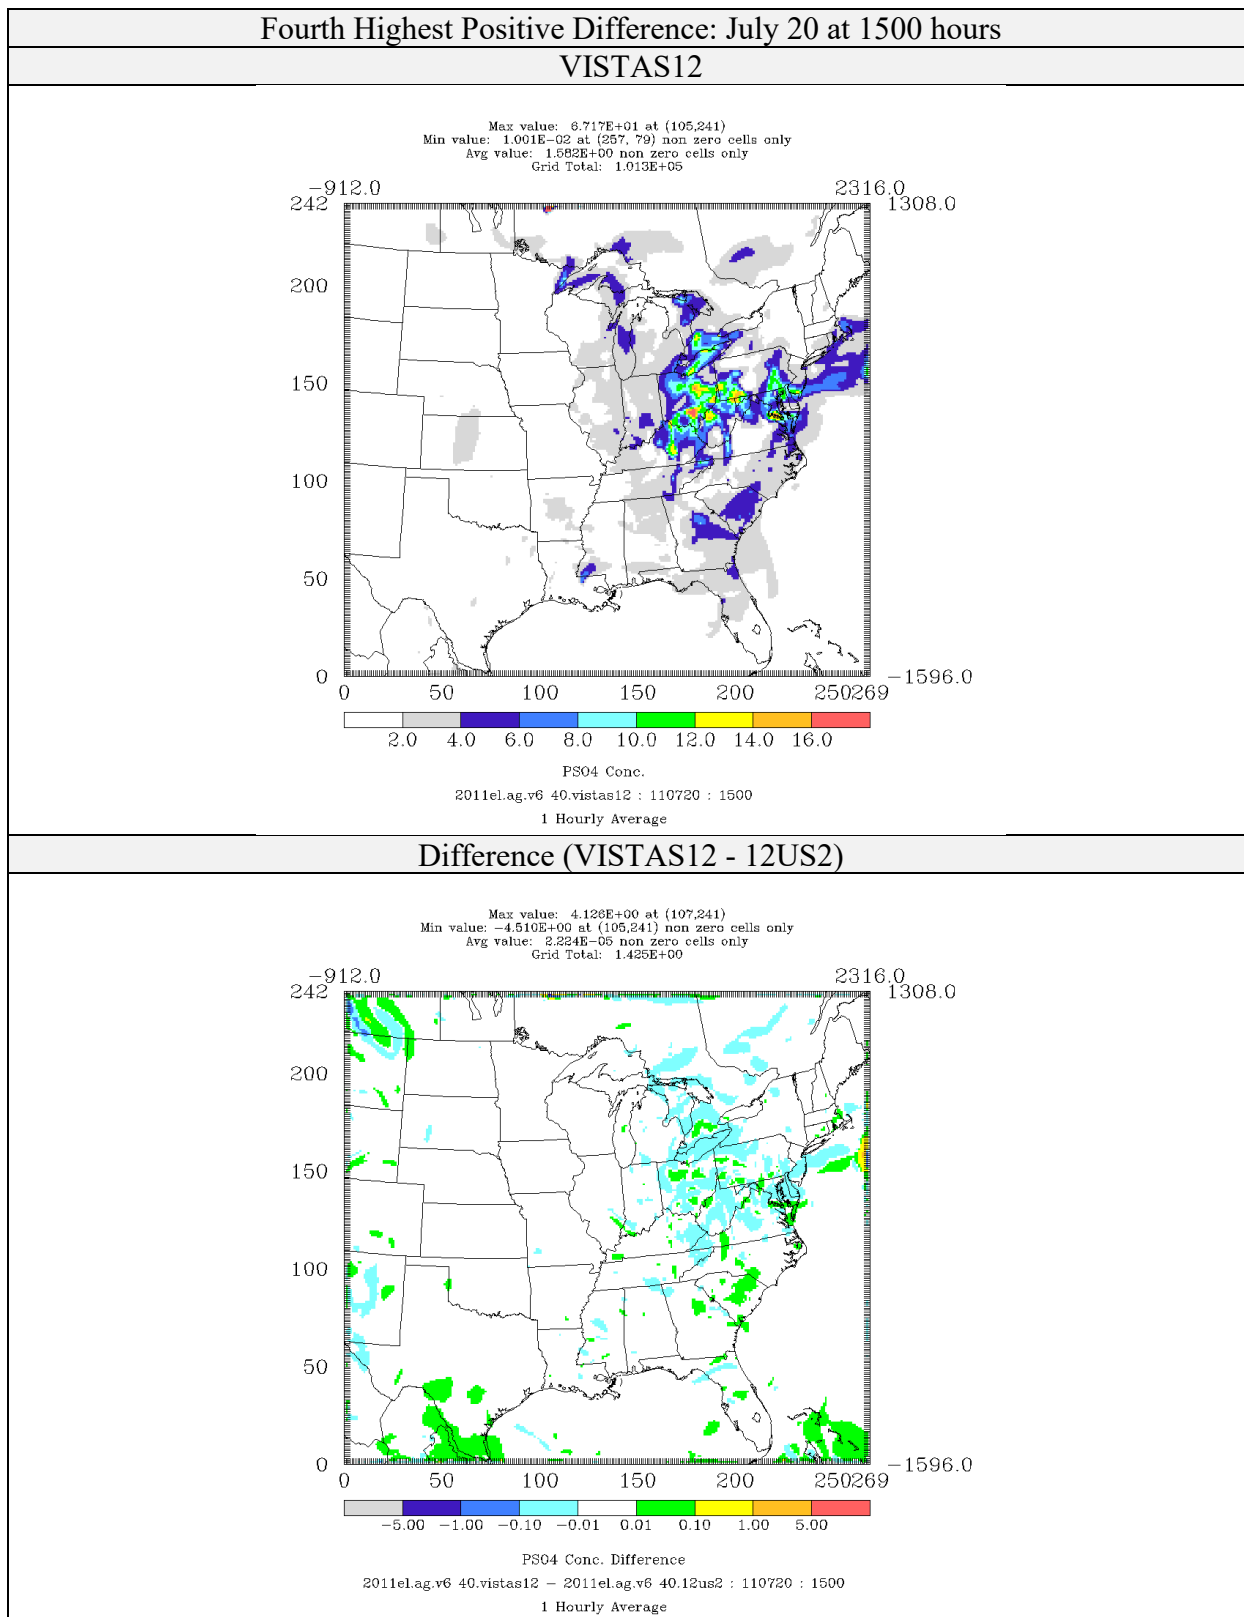 Fourth Highest Positive Difference: July 20 at 1500 hours
VISTAS12
Max value: 6.717E+01 at (105,241)
Min value: 1.001E-02 at (257, 79) non zero cells only
Avg value: 1.582E+00 non zero cells only
Grid Total: 1.013E+05
-912.0 2316.0
242 1308.0
200
150
100
50
0 -1596.0
0 50 100 150 200 250269
2.0 4.0 6.0 8.0 10.0 12.0 14.0 16.0
PSO4 Conc.
2011el.ag.v6 40.vistas12 : 110720 : 1500
1 Hourly Average
Difference (VISTAS12 - 12US2)
Max value: 4.126E+00 at (107,241)
Min value: -4.510E+00 at (105,241) non zero cells only
Avg value: 2.224E-05 non zero cells only
Grid Total: 1.425E+00
-912.0 2316.0
242 1308.0
200
150
100
50
0 -1596.0
0 50 100 150 200 250269
-5.00 -1.00 -0.10 -0.01 0.01 0.10 1.00 5.00
PSO4 Conc. Difference
2011el.ag.v6 40.vistas12 - 2011el.ag.v6 40.12us2 : 110720 : 1500
1 Hourly Average